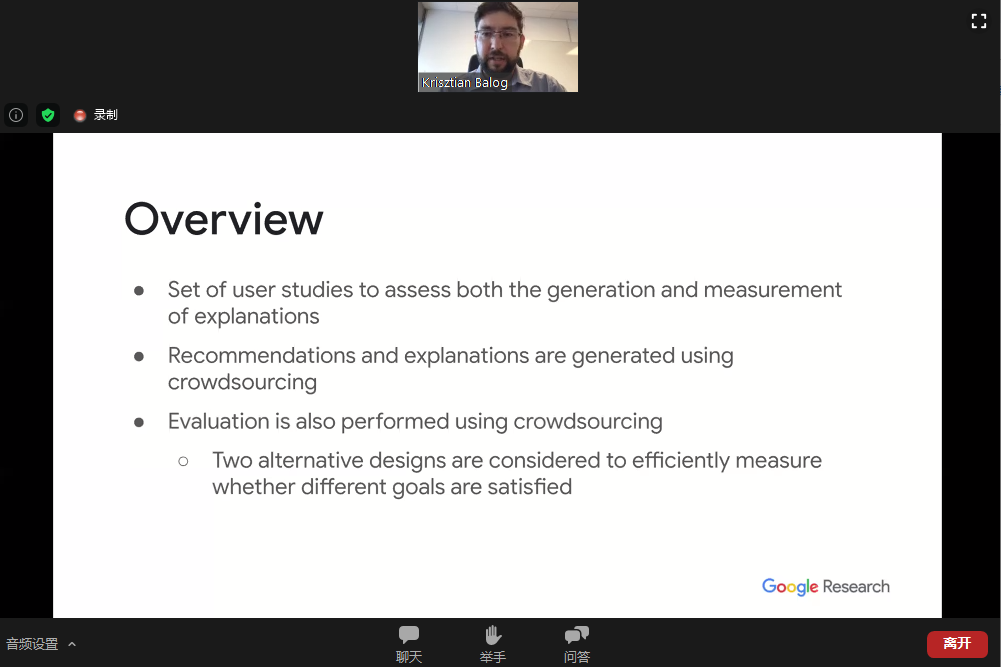 Krisztian Balog
录制
Overview
● Set of user studies to assess both the generation and measurement
of explanations
● Recommendations and explanations are generated using
crowdsourcing
● Evaluation is also performed using crowdsourcing
○ Two alternative designs are considered to efficiently measure
whether different goals are satisfied
Google Research
音频设置
聊天
举手
问答
离开